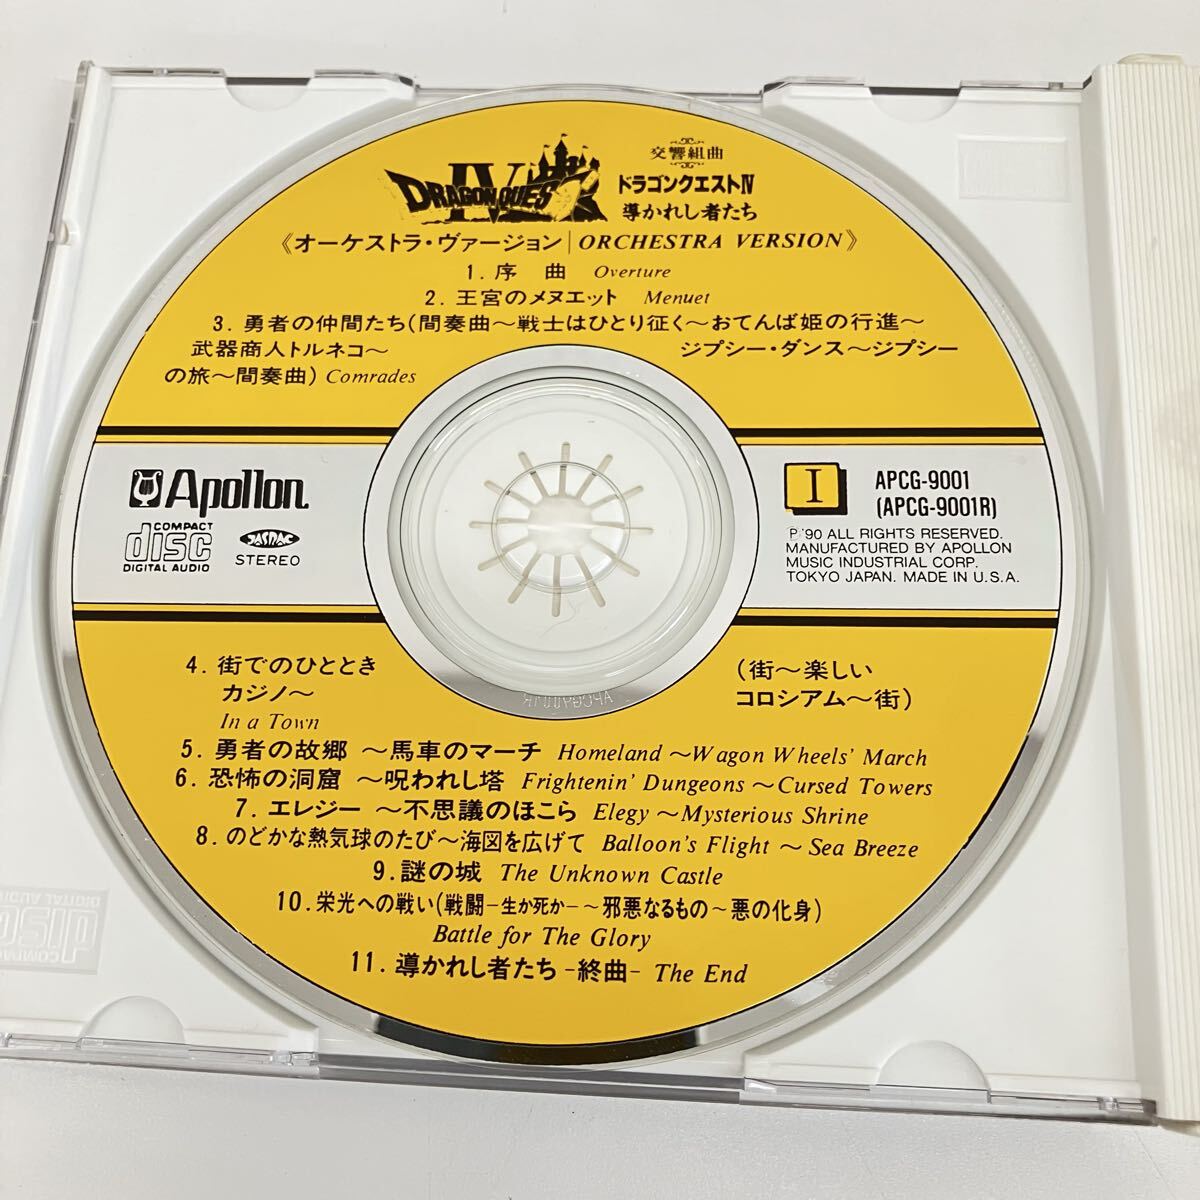 DRAGON QUEST
IV
交響組曲
ドラゴンクエストIV
導かれし者たち
《オーケストラ・ヴァージョン|ORCHESTRA VERSION》
1. 序 曲 Overture
2. 王宮のメヌエット Menuet
3. 勇者の仲間たち(間奏曲〜戦士はひとり征く〜おてんば姫の行進〜
武器商人トルネコ〜 ジプシー・ダンス〜ジプシー
の旅〜間奏曲) Comrades
Apollon
COMPACT
disc
DIGITAL AUDIO
JASRAC
STEREO
I
APCG-9001
(APCG-9001R)
Ⓟ'90 ALL RIGHTS RESERVED.
MANUFACTURED BY APOLLON
MUSIC INDUSTRIAL CORP.
TOKYO JAPAN. MADE IN U.S.A.
4. 街でのひととき (街〜楽しい
カジノ〜 コロシアム〜街)
In a Town
5. 勇者の故郷 〜馬車のマーチ Homeland〜Wagon Wheels' March
6. 恐怖の洞窟 〜呪われし塔 Frightenin' Dungeons〜Cursed Towers
7. エレジー 〜不思議のほこら Elegy〜Mysterious Shrine
8. のどかな熱気球のたび〜海図を広げて Balloon's Flight 〜 Sea Breeze
9. 謎の城 The Unknown Castle
10. 栄光への戦い(戦闘-生か死か-〜邪悪なるもの〜悪の化身)
Battle for The Glory
11. 導かれし者たち-終曲- The End